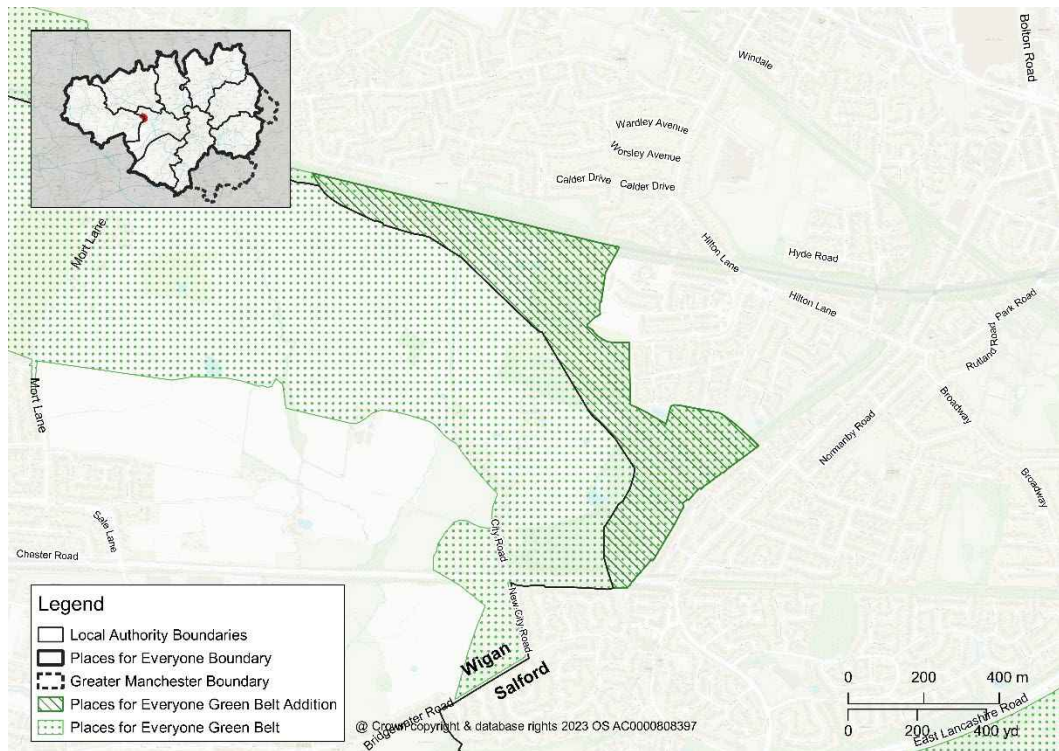 Bolton Road
Windale
Wardley Avenue
Worsley Avenue
Calder Drive
Calder Drive
Mort Lane
Hilton Lane
Hyde Road
Hilton Lane
Park Road
Rutland Road
Mort Lane
Broadway
Normanby Road
Broadway
Sale Lane
City Road
Chester Road
New City Road
Legend
Local Authority Boundaries
Places for Everyone Boundary
Greater Manchester Boundary
Places for Everyone Green Belt Addition
Places for Everyone Green Belt
Wigan
Salford
0 200 400 m
0 200 400 yd
Bridgewater Road
@ Crown copyright & database rights 2023 OS AC0000808397
East Lancashire Road